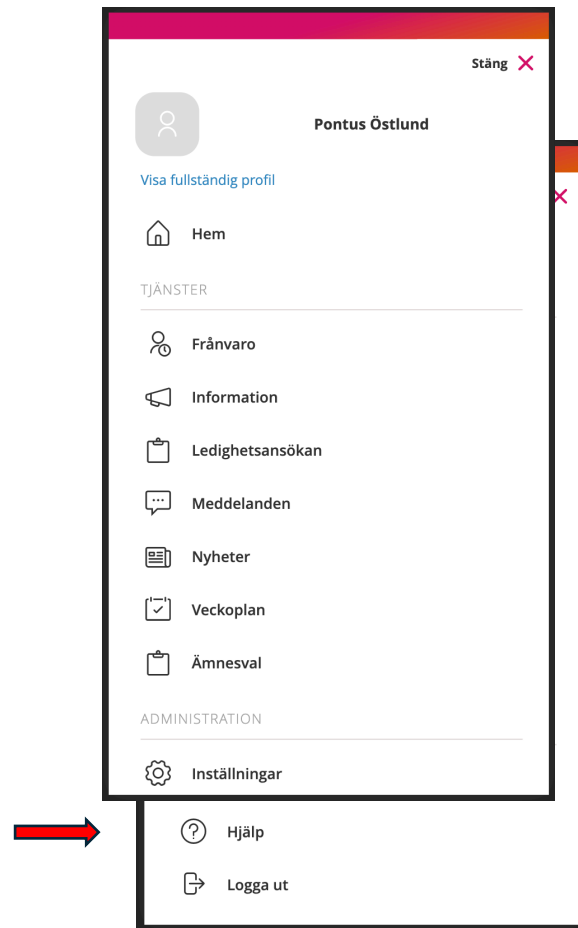 Stäng
Pontus Östlund
Visa fullständig profil
Hem
TJÄNSTER
Frånvaro
Information
Ledighetsansökan
Meddelanden
Nyheter
Veckoplan
Ämnesval
ADMINISTRATION
Inställningar
Hjälp
Logga ut